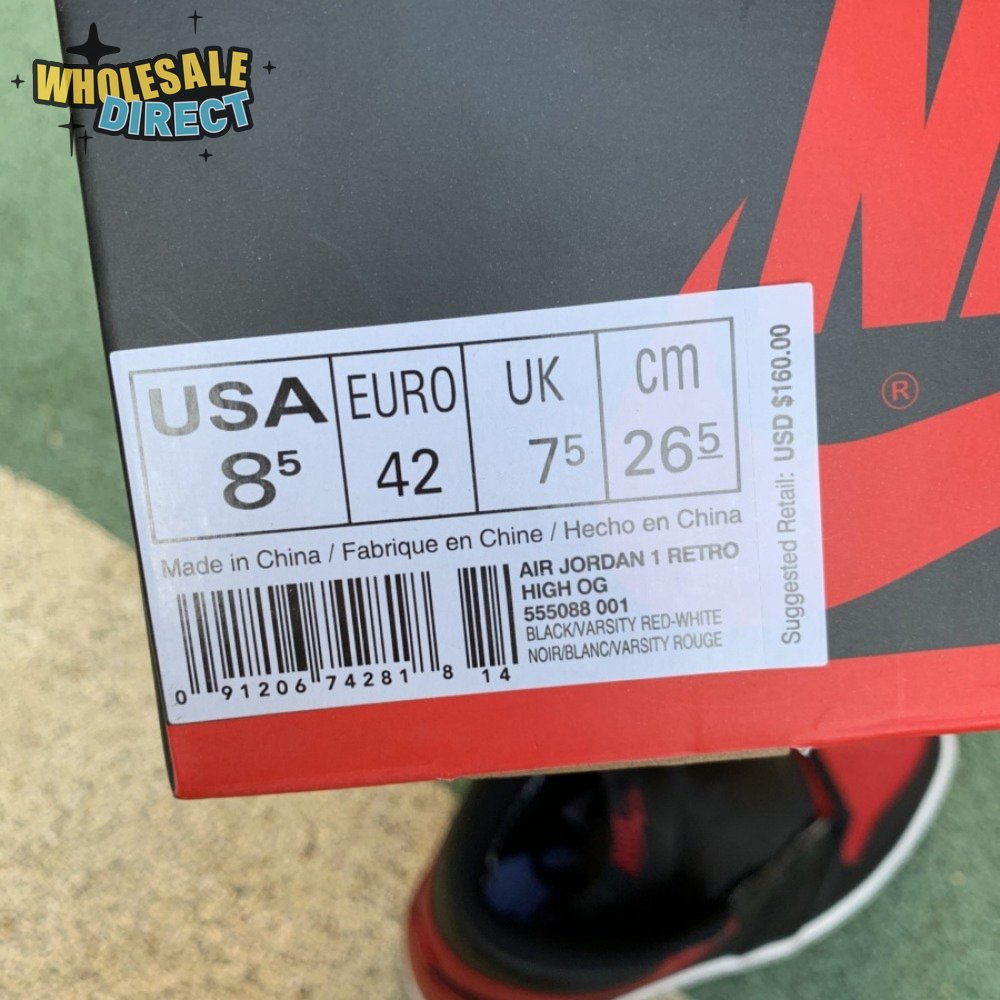 WHOLESALE
DIRECT
®
USA EURO UK cm
8⁵ 42 7⁵ 26⁵
Made in China / Fabrique en Chine / Hecho en China
AIR JORDAN 1 RETRO
HIGH OG
555088 001
BLACK/VARSITY RED-WHITE
NOIR/BLANC/VARSITY ROUGE
0 91206 74281 8 14
Suggested Retail: USD $160.00